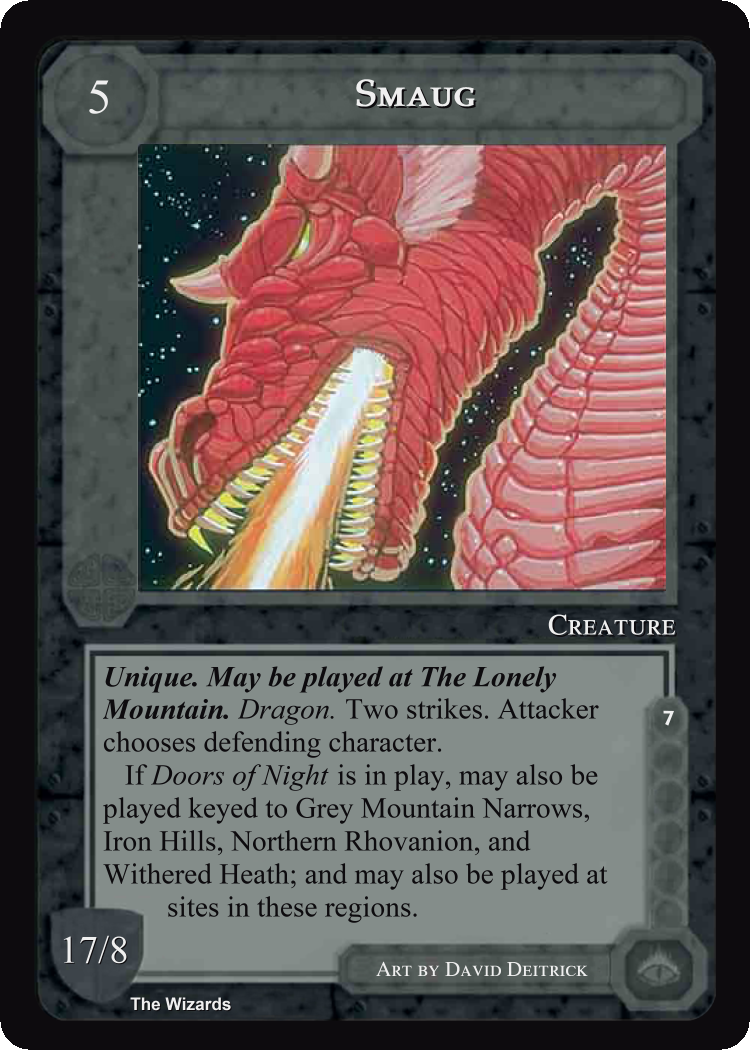 5
Smaug
Creature
Unique. May be played at The Lonely
Mountain. Dragon. Two strikes. Attacker
chooses defending character.
If Doors of Night is in play, may also be
played keyed to Grey Mountain Narrows,
Iron Hills, Northern Rhovanion, and
Withered Heath; and may also be played at
sites in these regions.
7
17/8
Art by David Deitrick
The Wizards